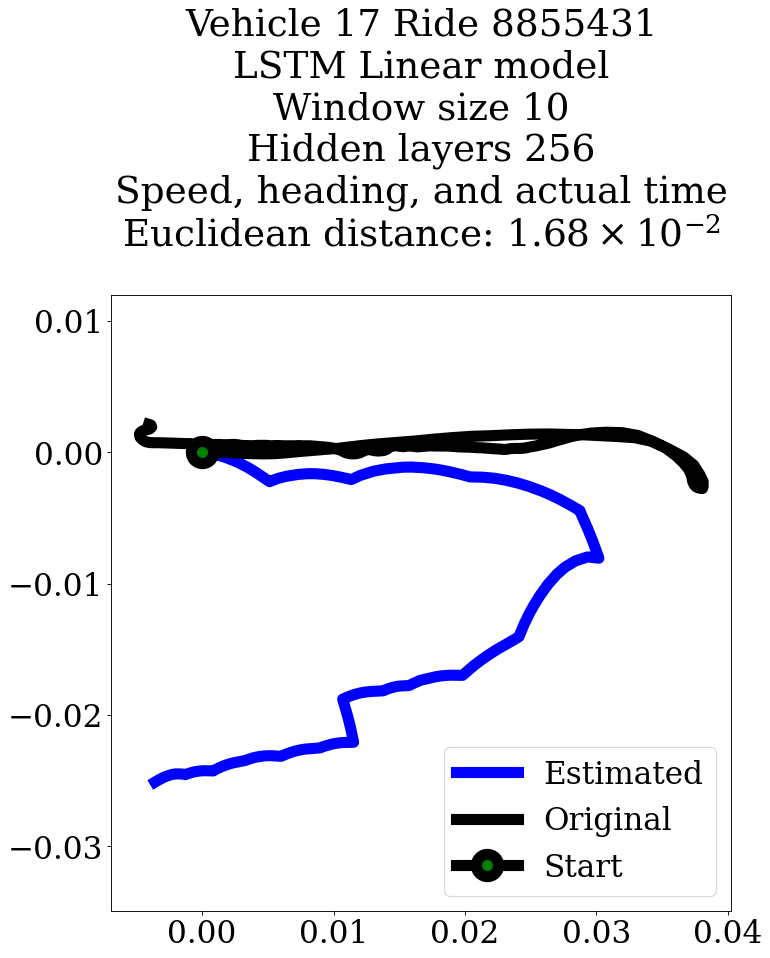 Vehicle 17 Ride 8855431
LSTM Linear model
Window size 10
Hidden layers 256
Speed, heading, and actual time
Euclidean distance: 1.68 × 10⁻²
0.01
0.00
−0.01
−0.02
−0.03
Estimated
Original
Start
0.00 0.01 0.02 0.03 0.04